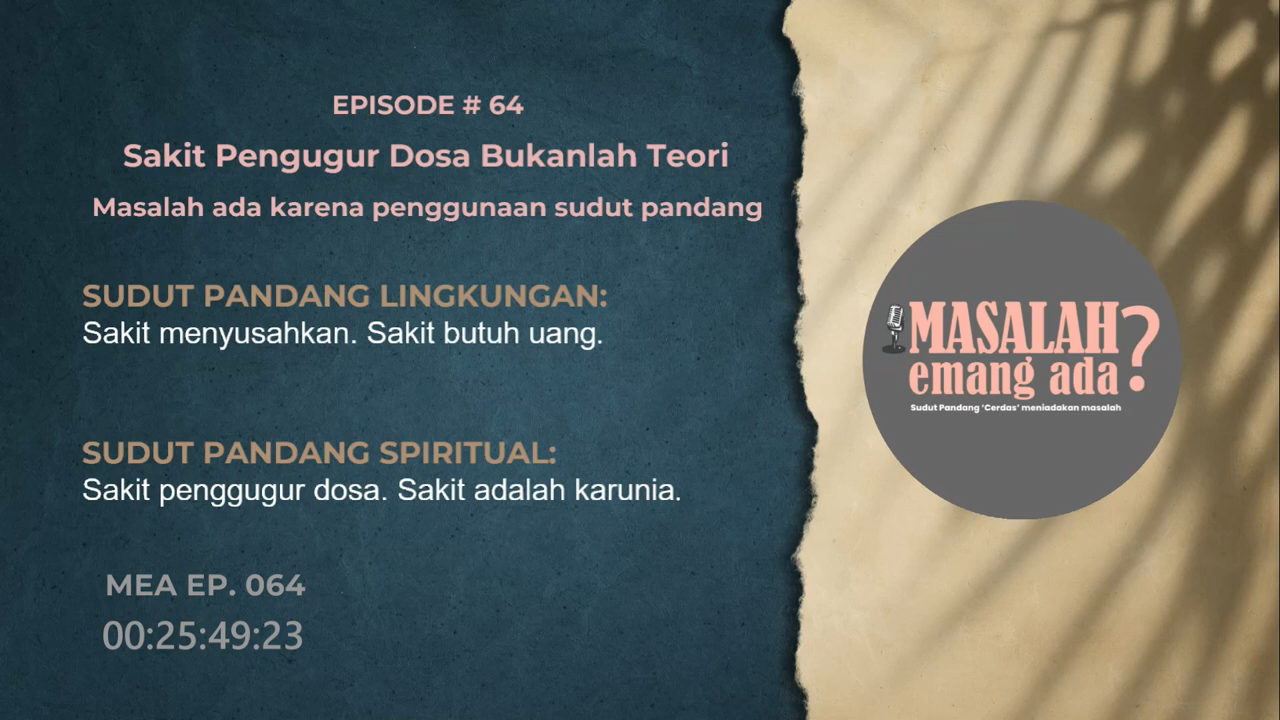 EPISODE # 64
Sakit Pengugur Dosa Bukanlah Teori
Masalah ada karena penggunaan sudut pandang
SUDUT PANDANG LINGKUNGAN:
Sakit menyusahkan. Sakit butuh uang.
SUDUT PANDANG SPIRITUAL:
Sakit penggugur dosa. Sakit adalah karunia.
MEA EP. 064
00:25:49:23
MASALAH
emang ada?
Sudut Pandang ‘Cerdas’ meniadakan masalah